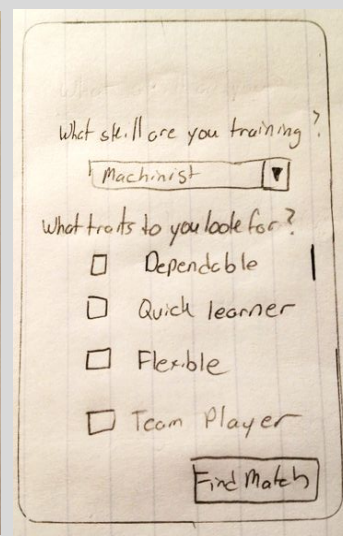 What skill are you training?
Machinist
What traits to you look for?
Dependable
Quick learner
Flexible
Team Player
Find Match